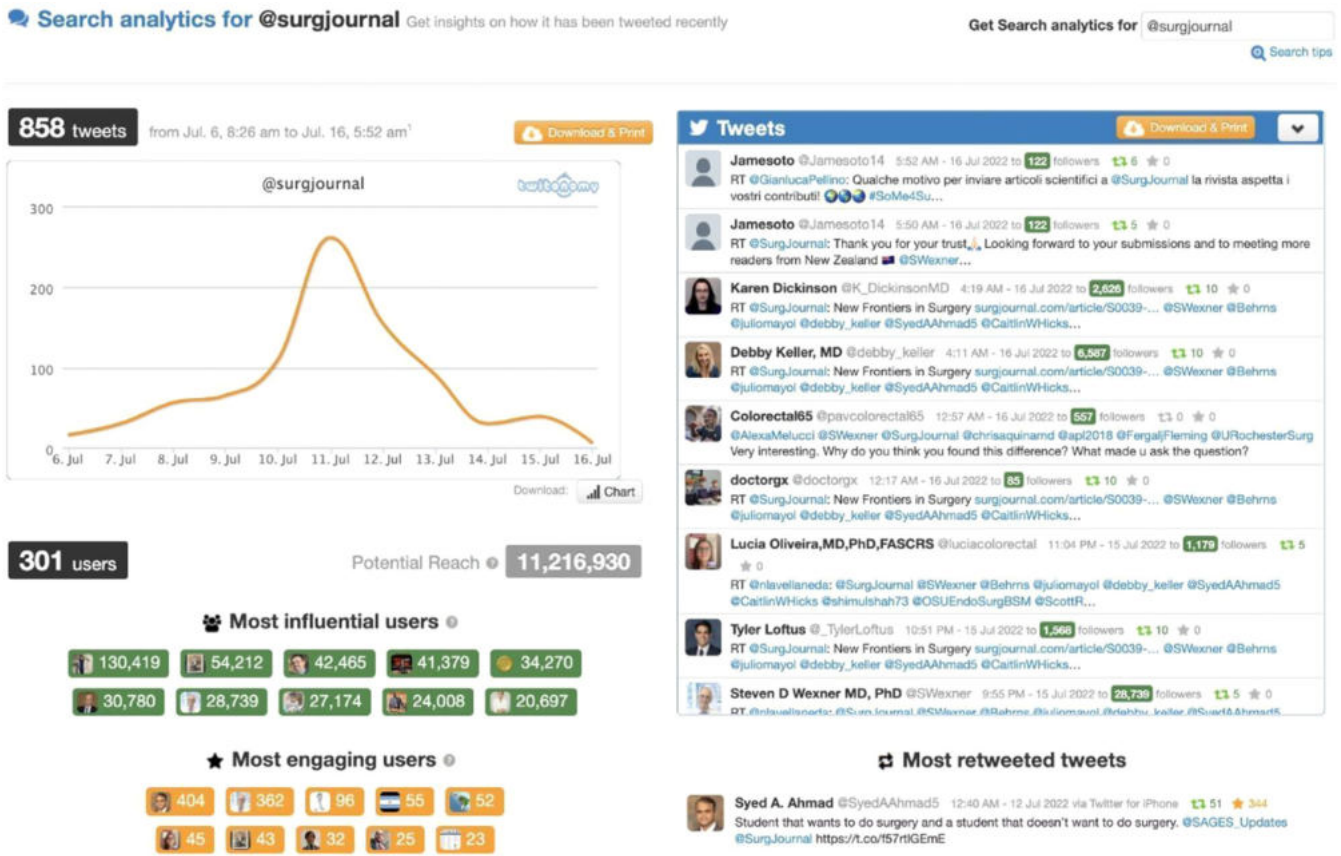 Search analytics for @surgjournal Get insights on how it has been tweeted recently
Get Search analytics for @surgjournal
Search tips
858 tweets from Jul. 6, 8:26 am to Jul. 16, 5:52 am¹
Download & Print
@surgjournal
twitonomy
300
200
100
0
6. Jul 7. Jul 8. Jul 9. Jul 10. Jul 11. Jul 12. Jul 13. Jul 14. Jul 15. Jul 16. Jul
Download: Chart
301 users
Potential Reach ? 11,216,930
Most influential users ?
130,419 54,212 42,465 41,379 34,270
30,780 28,739 27,174 24,008 20,697
Most engaging users ?
404 362 96 55 52
45 43 32 25 23
Tweets
Download & Print
Jamesoto @Jamesoto14 5:52 AM - 16 Jul 2022 to 122 followers 6 0
RT @GianlucaPellino: Qualche motivo per inviare articoli scientifici a @SurgJournal la rivista aspetta i
vostri contributi! 🌍🌎🌏 #SoMe4Su...
Jamesoto @Jamesoto14 5:50 AM - 16 Jul 2022 to 122 followers 5 0
RT @SurgJournal: Thank you for your trust🙏 Looking forward to your submissions and to meeting more
readers from New Zealand 🇳🇿 @SWexner...
Karen Dickinson @K_DickinsonMD 4:19 AM - 16 Jul 2022 to 2,626 followers 10 0
RT @SurgJournal: New Frontiers in Surgery surgjournal.com/article/S0039-... @SWexner @Behrns
@juliomayol @debby_keller @SyedAAhmad5 @CaitlinWHicks...
Debby Keller, MD @debby_keller 4:11 AM - 16 Jul 2022 to 6,587 followers 10 0
RT @SurgJournal: New Frontiers in Surgery surgjournal.com/article/S0039-... @SWexner @Behrns
@juliomayol @debby_keller @SyedAAhmad5 @CaitlinWHicks...
Colorectal65 @pavcolorectal65 12:57 AM - 16 Jul 2022 to 557 followers 0 0
@AlexaMelucci @SWexner @SurgJournal @chrisaquinamd @apl2018 @FergaljFleming @URochesterSurg
Very interesting. Why do you think you found this difference? What made u ask the question?
doctorgx @doctorgx 12:17 AM - 16 Jul 2022 to 85 followers 10 0
RT @SurgJournal: New Frontiers in Surgery surgjournal.com/article/S0039-... @SWexner @Behrns
@juliomayol @debby_keller @SyedAAhmad5 @CaitlinWHicks...
Lucia Oliveira,MD,PhD,FASCRS @luciacolorectal 11:04 PM - 15 Jul 2022 to 1,179 followers 5
0
RT @nlavellaneda: @SurgJournal @SWexner @Behrns @juliomayol @debby_keller @SyedAAhmad5
@CaitlinWHicks @shimulshah73 @OSUEndoSurgBSM @ScottR...
Tyler Loftus @_TylerLoftus 10:51 PM - 15 Jul 2022 to 1,568 followers 10 0
RT @SurgJournal: New Frontiers in Surgery surgjournal.com/article/S0039-... @SWexner @Behrns
@juliomayol @debby_keller @SyedAAhmad5 @CaitlinWHicks...
Steven D Wexner MD, PhD @SWexner 9:55 PM - 15 Jul 2022 to 28,739 followers 5 0
RT @nlavellaneda: @SurgJournal @SWexner @Behrns @juliomayol @debby_keller @SyedAAhmad5
Most retweeted tweets
Syed A. Ahmad @SyedAAhmad5 12:40 AM - 12 Jul 2022 via Twitter for iPhone 51 344
Student that wants to do surgery and a student that doesn't want to do surgery. @SAGES_Updates
@SurgJournal https://t.co/f57rtIGEmE